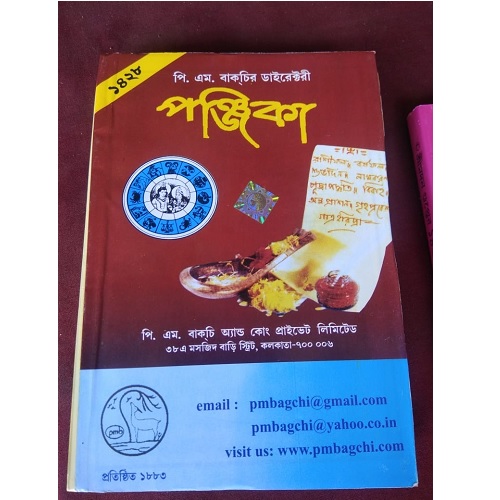 ১৪২৮
পি. এম. বাক্‌চির ডাইরেক্টরী
পঞ্জিকা
পি. এম. বাকচি অ্যান্ড কোং প্রাইভেট লিমিটেড
৩৮এ মসজিদ বাড়ি স্ট্রিট, কলকাতা-৭০০ ০০৬
email : pmbagchi@gmail.com
pmbagchi@yahoo.co.in
visit us: www.pmbagchi.com
pmb
প্রতিষ্ঠিত ১৮৮৩